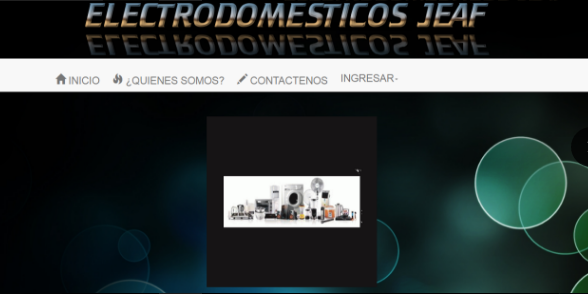 ELECTRODOMESTICOS JEAF
INICIO ¿QUIENES SOMOS? CONTACTENOS INGRESAR